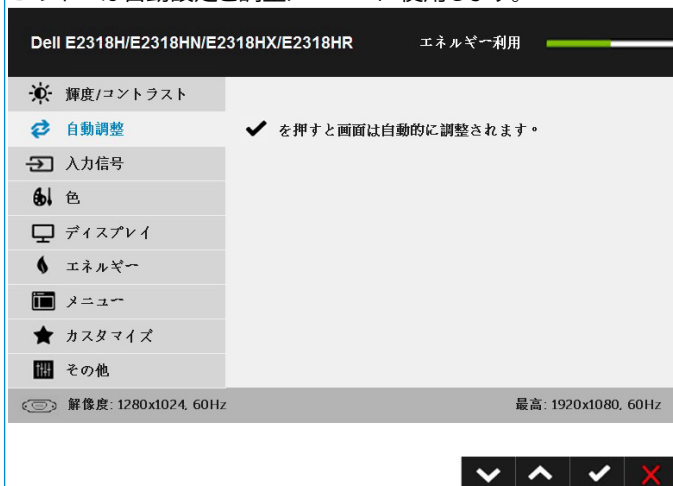 Dell E2318H/E2318HN/E2318HX/E2318HR エネルギー利用
輝度/コントラスト
自動調整
を押すと画面は自動的に調整されます。
入力信号
色
ディスプレイ
エネルギー
メニュー
カスタマイズ
その他
解像度: 1280x1024, 60Hz 最高: 1920x1080, 60Hz